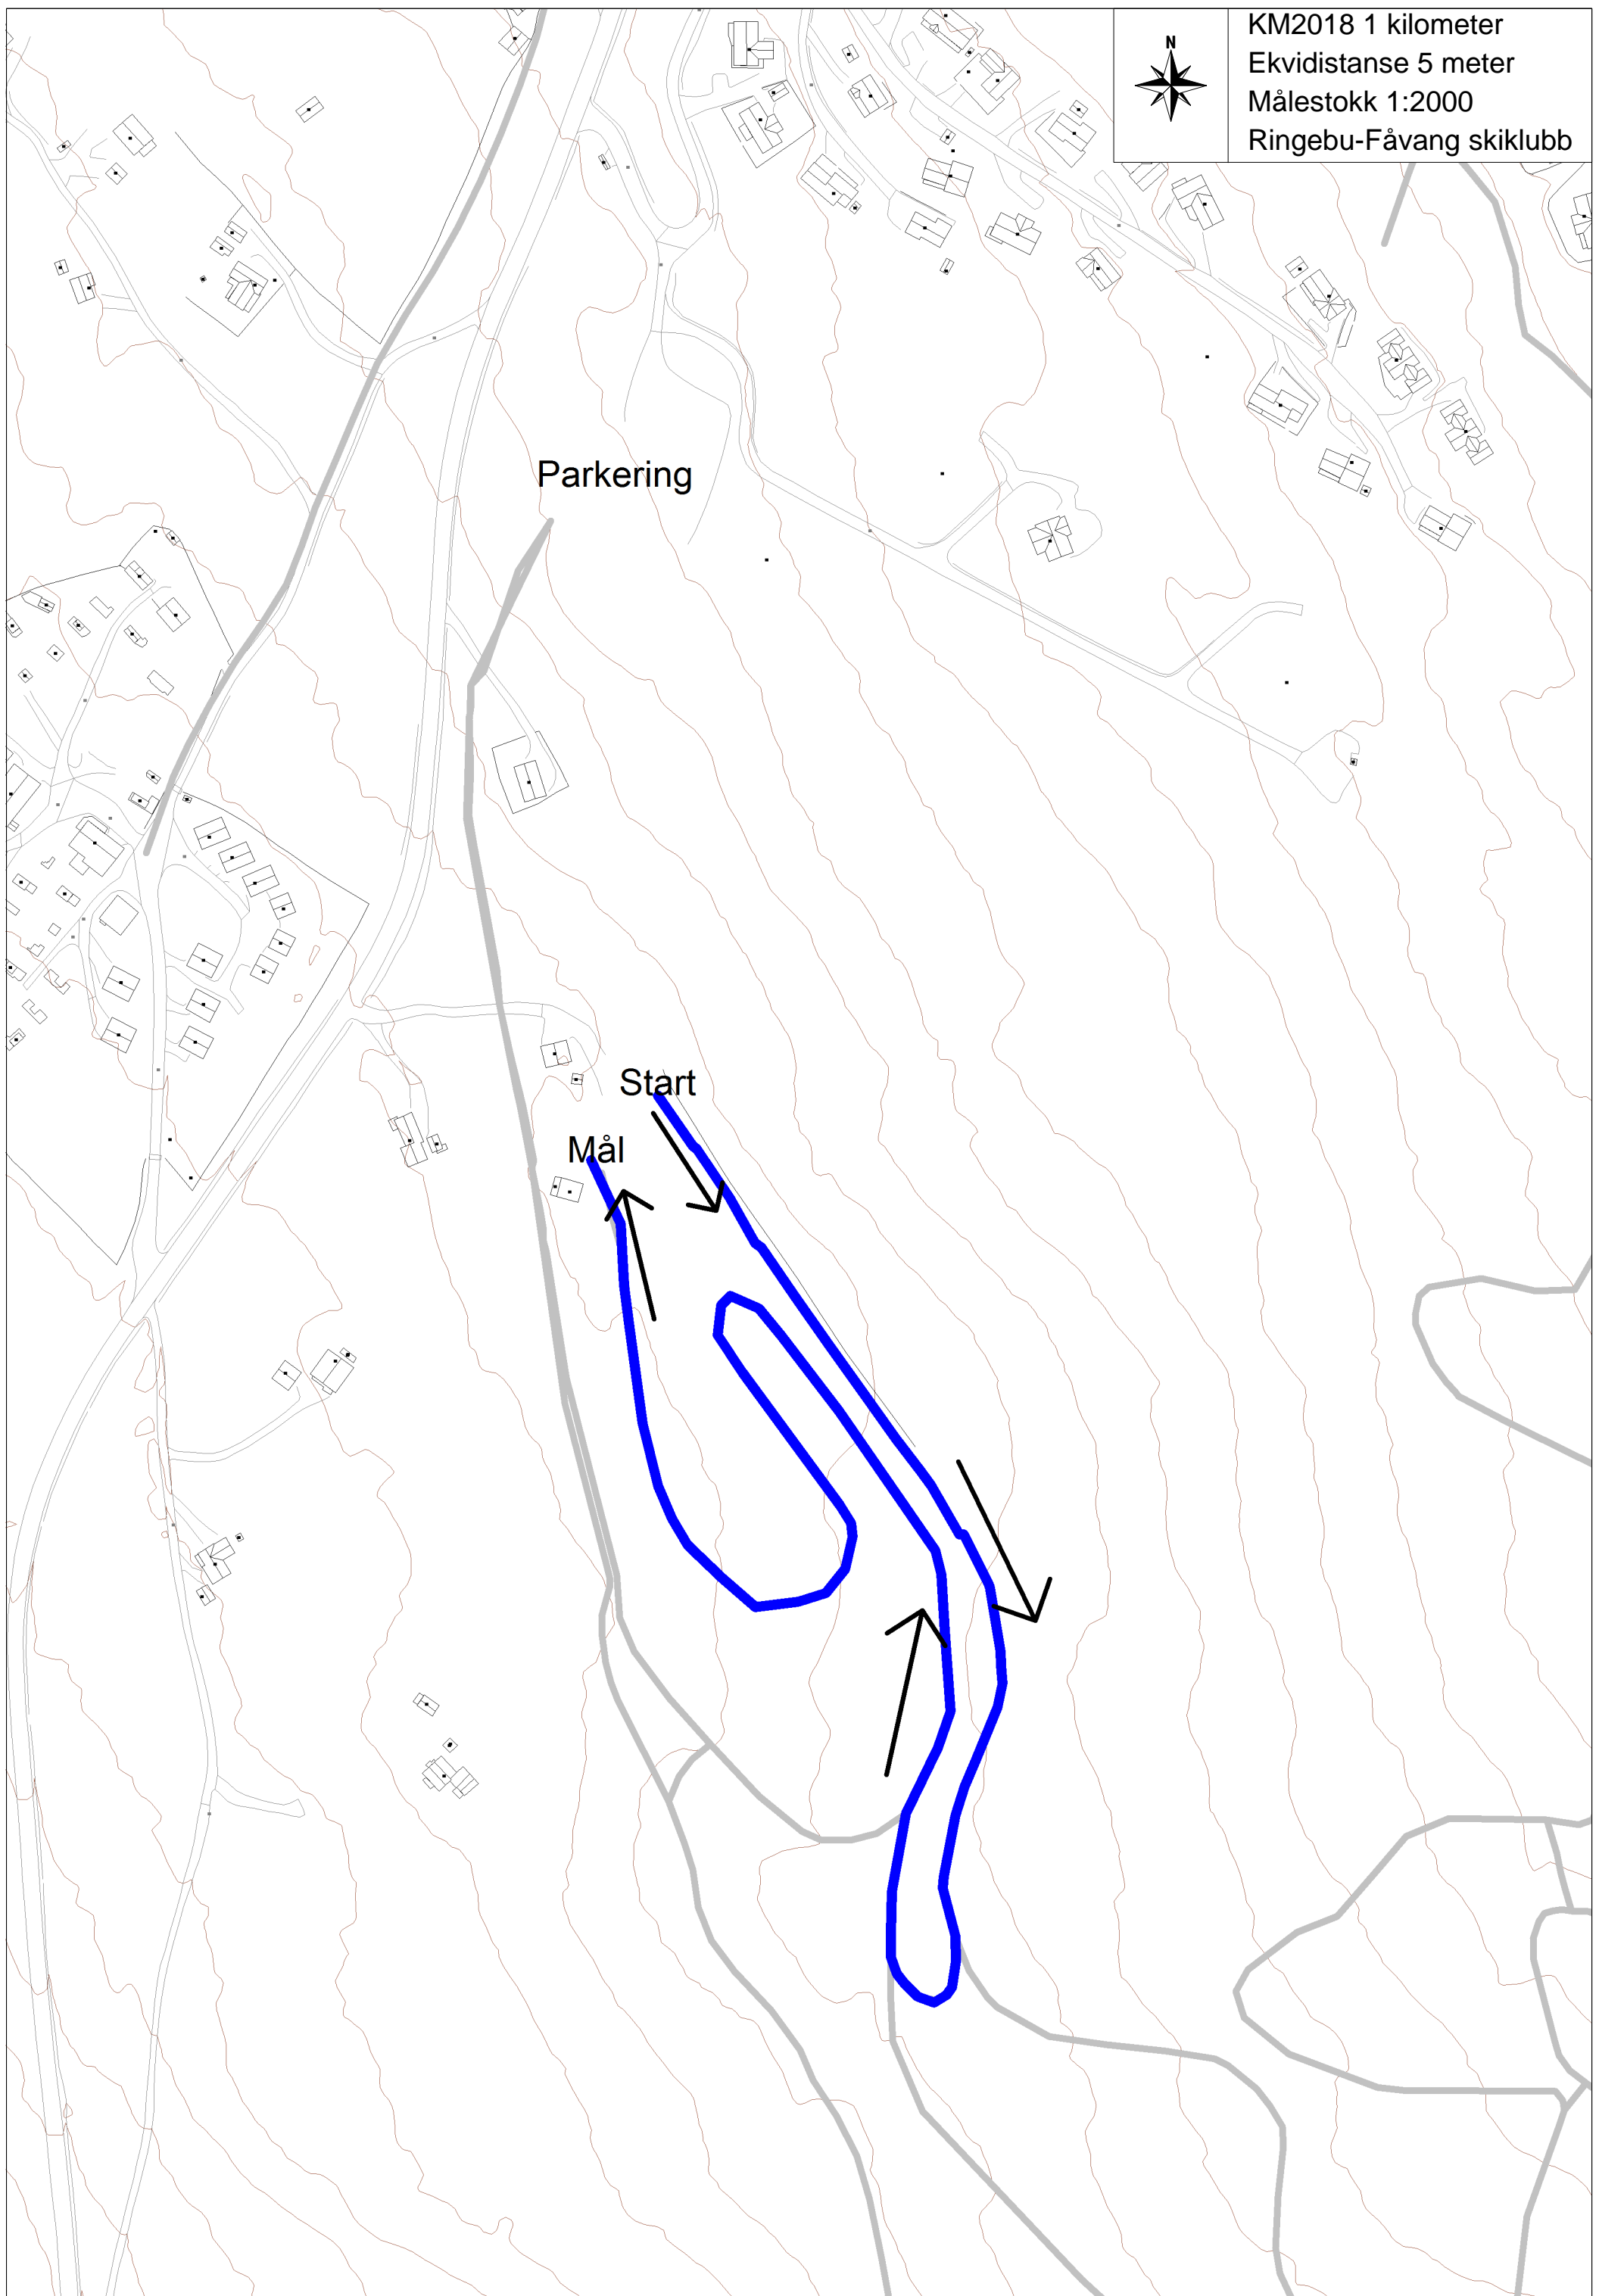 N
KM2018 1 kilometer
Ekvidistanse 5 meter
Målestokk 1:2000
Ringebu-Fåvang skiklubb
Parkering
Start
Mål